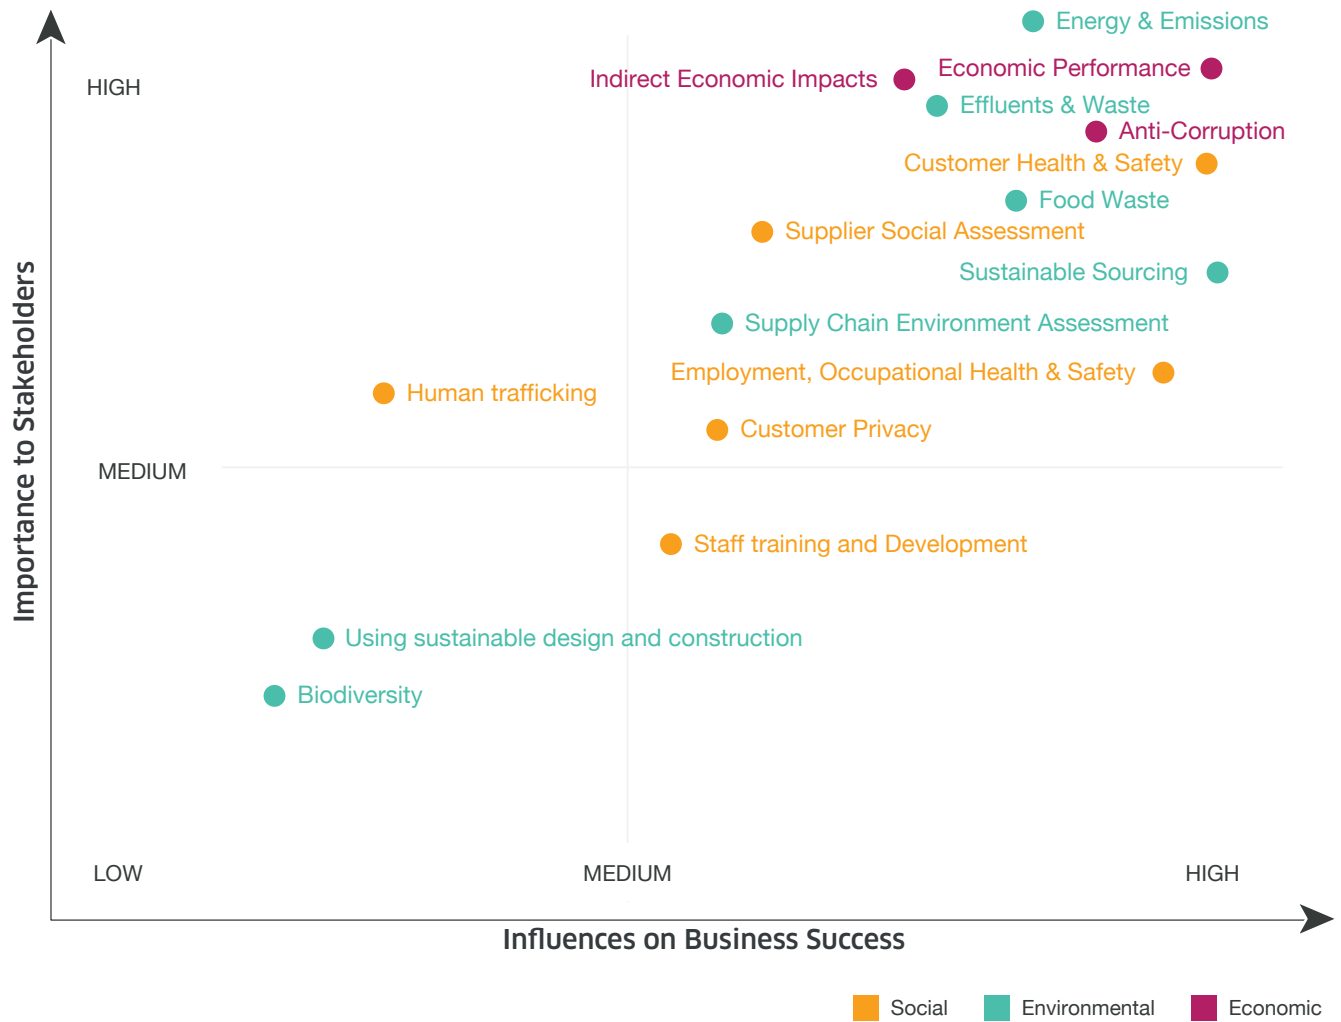 Energy & Emissions
Economic Performance
Indirect Economic Impacts
HIGH
Effluents & Waste
Anti-Corruption
Customer Health & Safety
Food Waste
Supplier Social Assessment
Sustainable Sourcing
Supply Chain Environment Assessment
Employment, Occupational Health & Safety
Human trafficking
Customer Privacy
Importance to Stakeholders
MEDIUM
Staff training and Development
Using sustainable design and construction
Biodiversity
LOW
MEDIUM
HIGH
Influences on Business Success
Social
Environmental
Economic